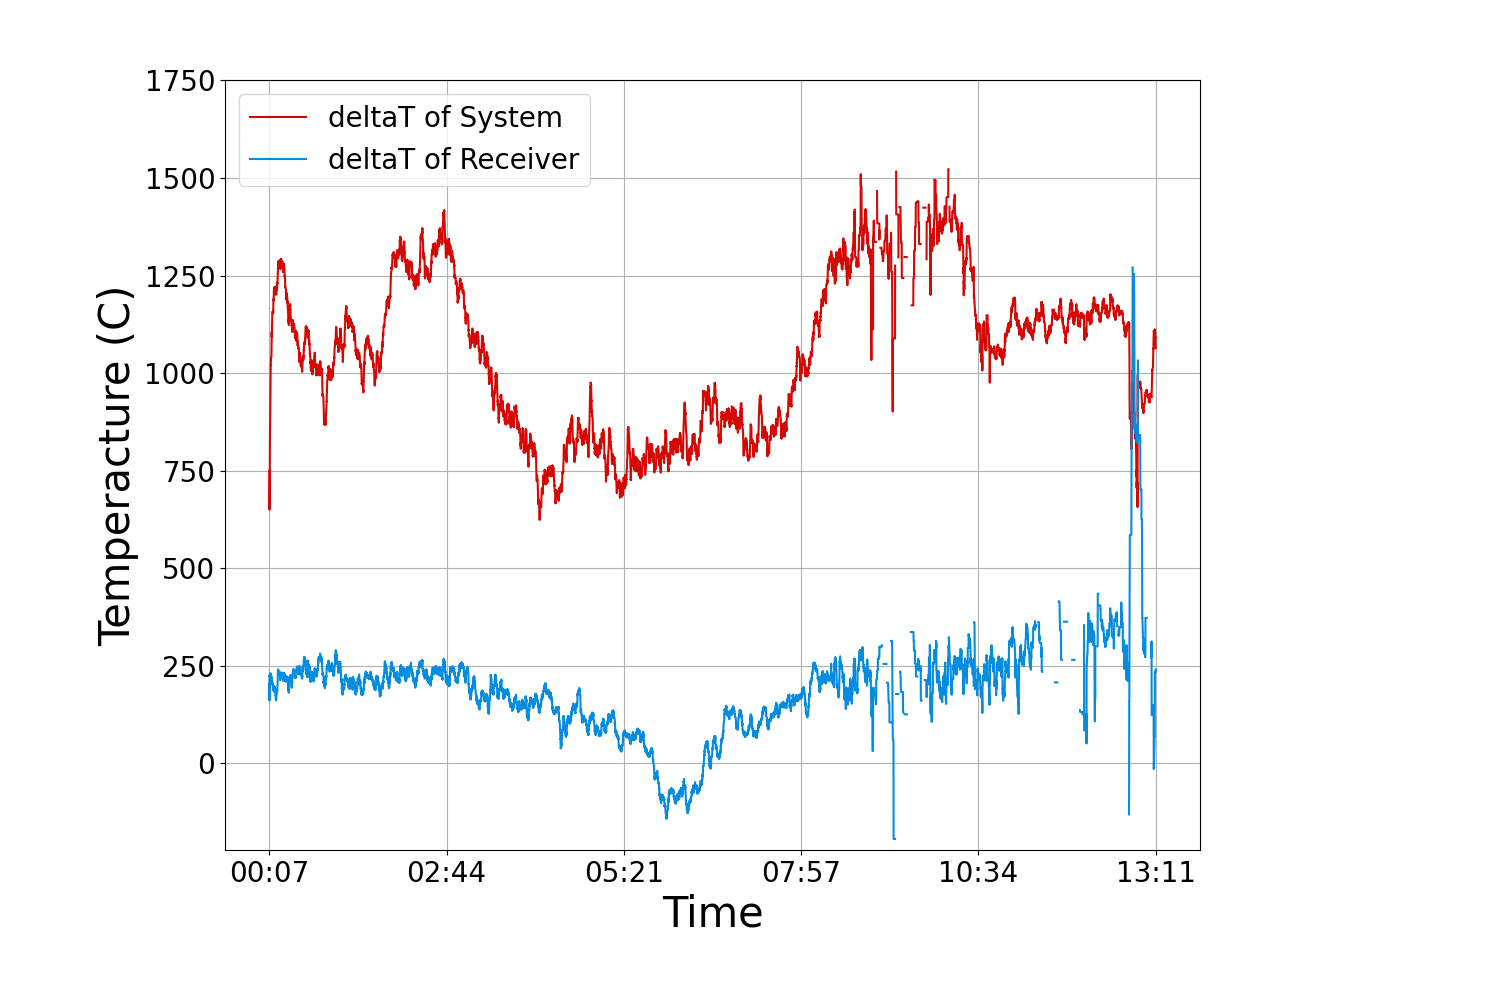 1750
1500
1250
1000
750
500
250
0
Temperacture (C)
deltaT of System
deltaT of Receiver
00:07 02:44 05:21 07:57 10:34 13:11
Time